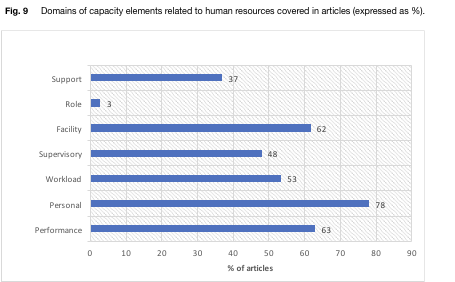 Fig. 9 Domains of capacity elements related to human resources covered in articles (expressed as %).
Support 37
Role 3
Facility 62
Supervisory 48
Workload 53
Personal 78
Performance 63
0 10 20 30 40 50 60 70 80 90
% of articles